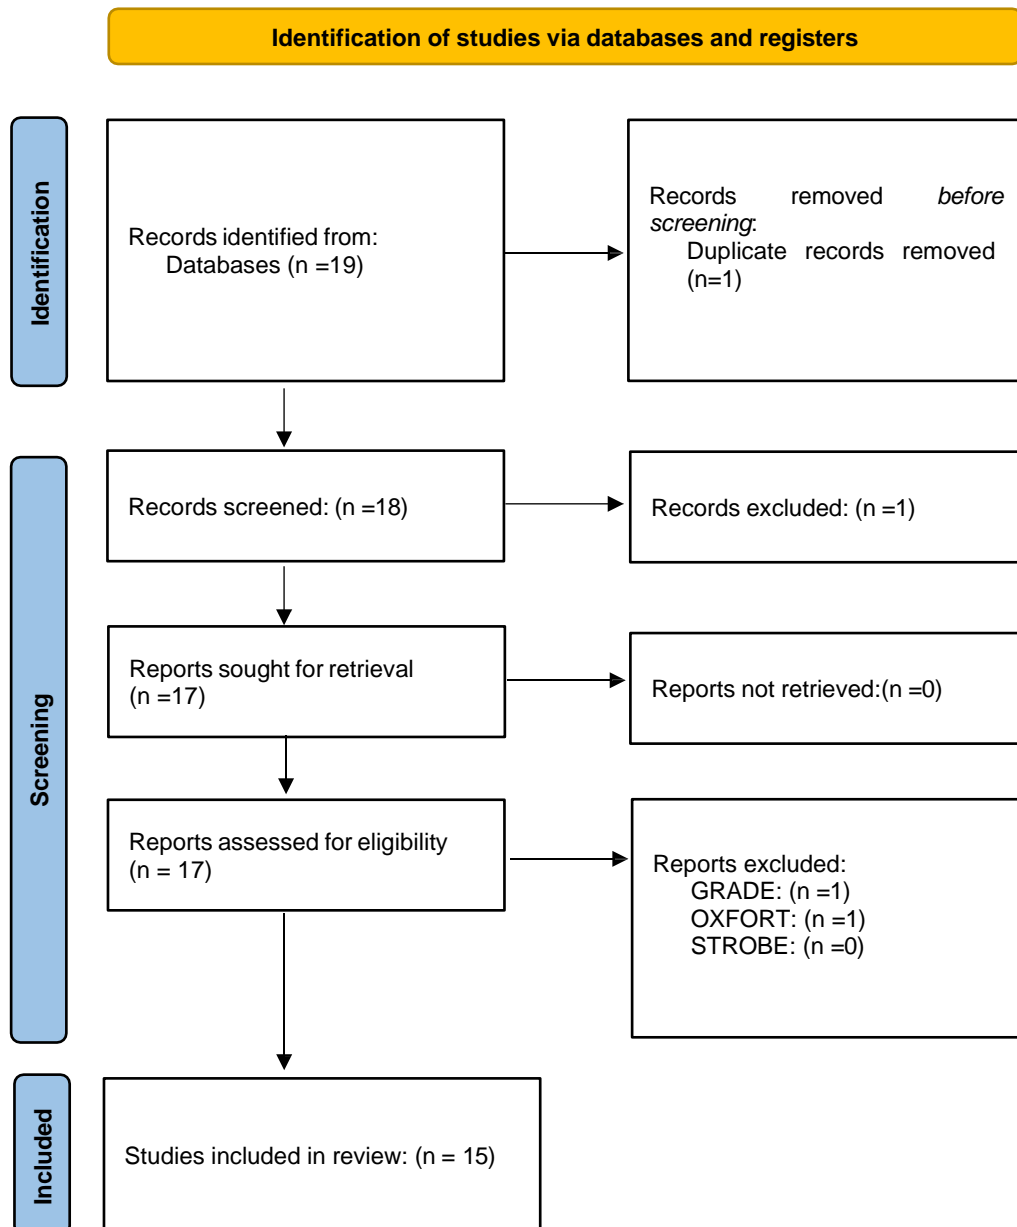 Identification of studies via databases and registers
Identification
Records identified from:
Databases (n =19)
Records removed before
screening:
Duplicate records removed
(n=1)
Screening
Records screened: (n =18)
Records excluded: (n =1)
Reports sought for retrieval
(n =17)
Reports not retrieved:(n =0)
Reports assessed for eligibility
(n = 17)
Reports excluded:
GRADE: (n =1)
OXFORT: (n =1)
STROBE: (n =0)
Included
Studies included in review: (n = 15)